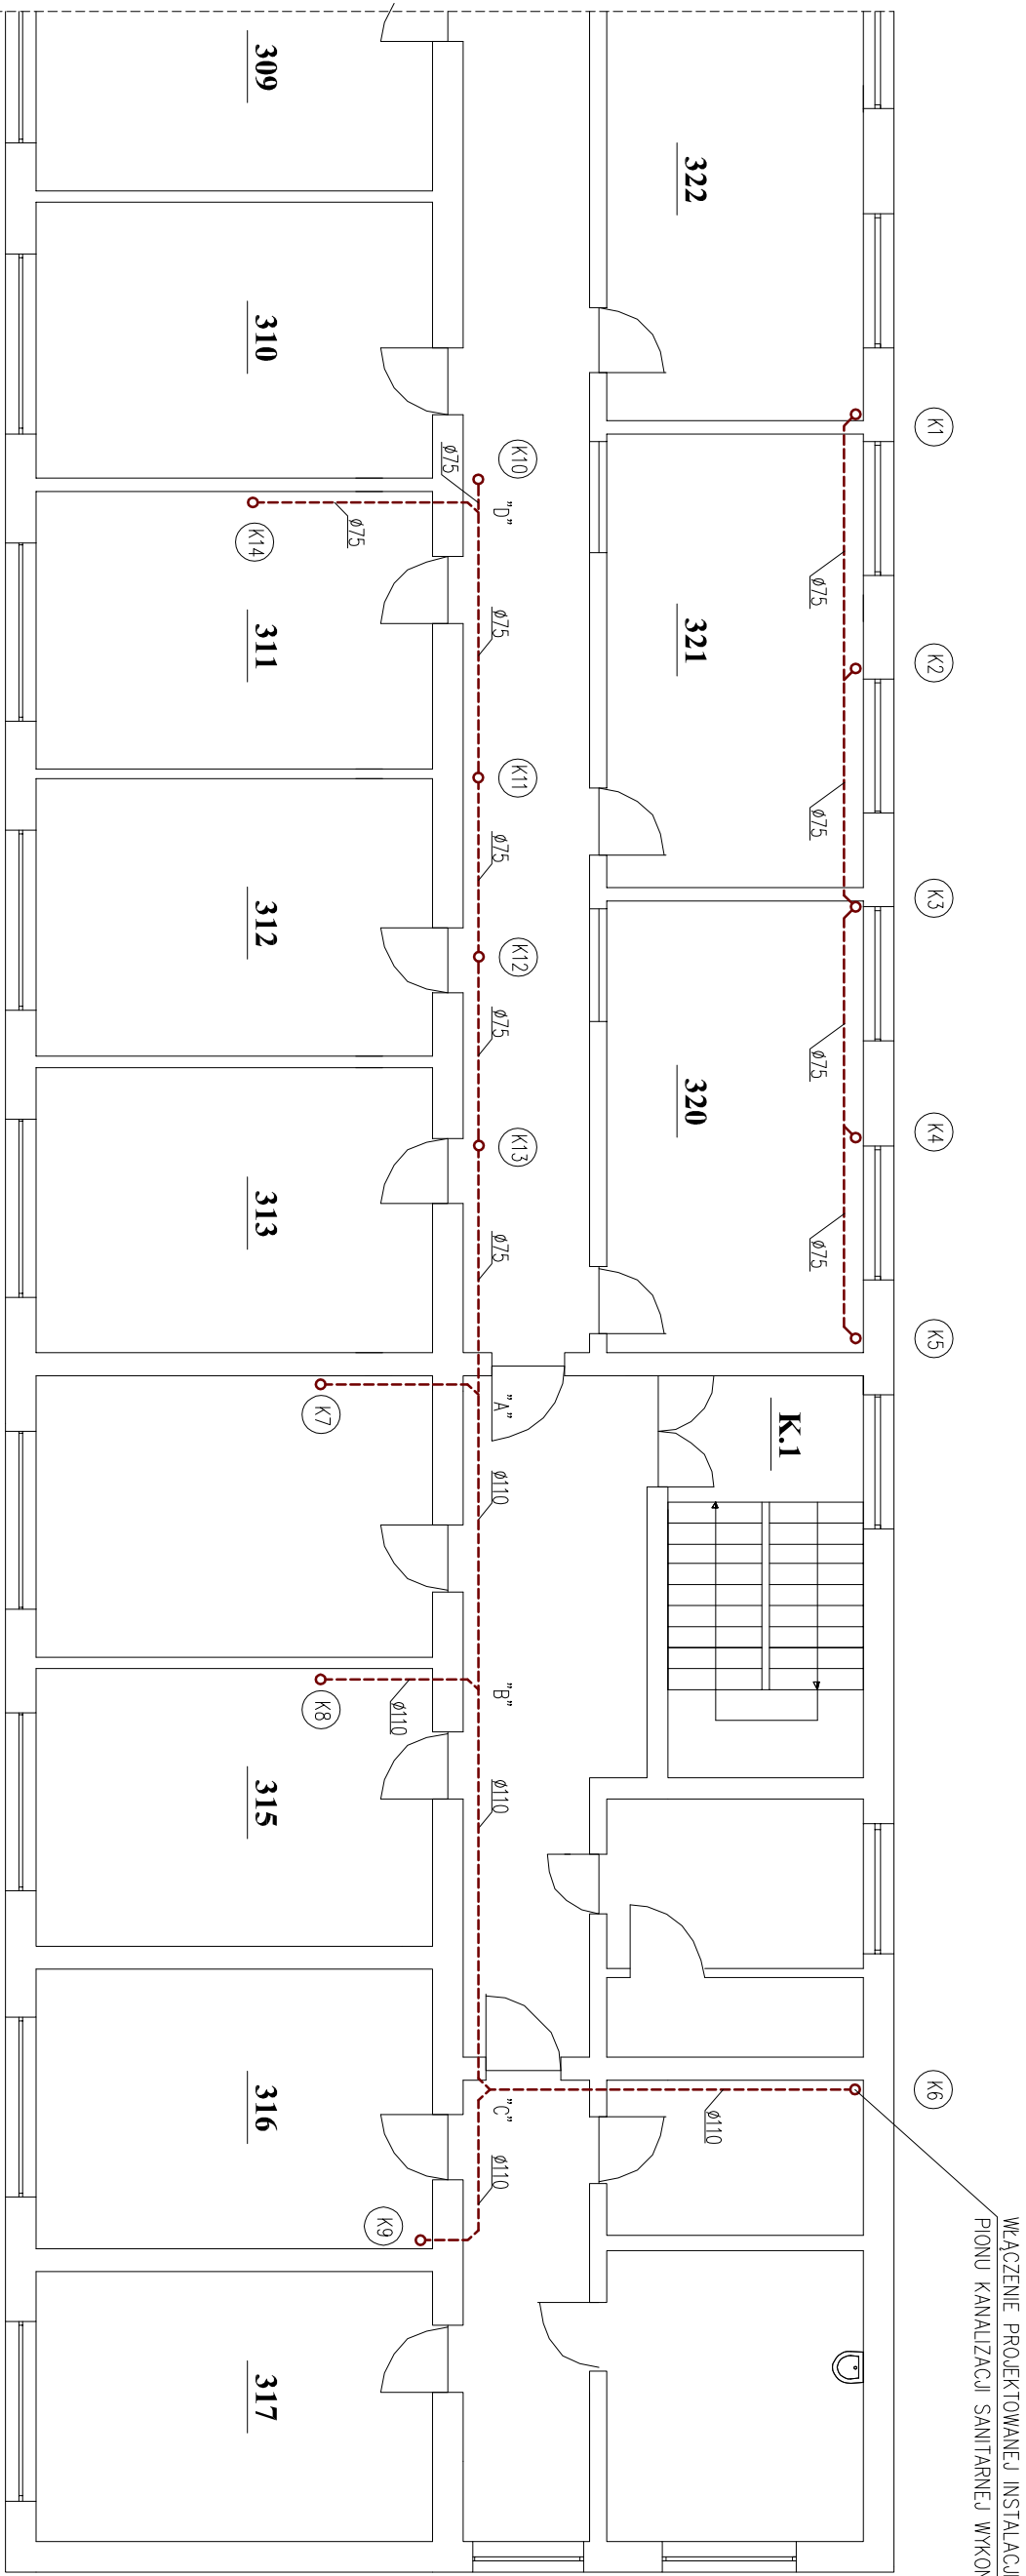 K1
K2
K3
K4
K5
K6
WŁĄCZENIE PROJEKTOWANEJ INSTALACJI
PIONU KANALIZACJI SANITARNEJ
322
321
320
K.1
ø75
ø75
ø75
ø75
ø110
K10
"D"
K11
K12
K13
"A"
"B"
"C"
ø75
ø75
ø75
ø75
ø75
ø110
ø110
ø110
K14
ø75
K7
K8
ø110
K9
309
310
311
312
313
315
316
317